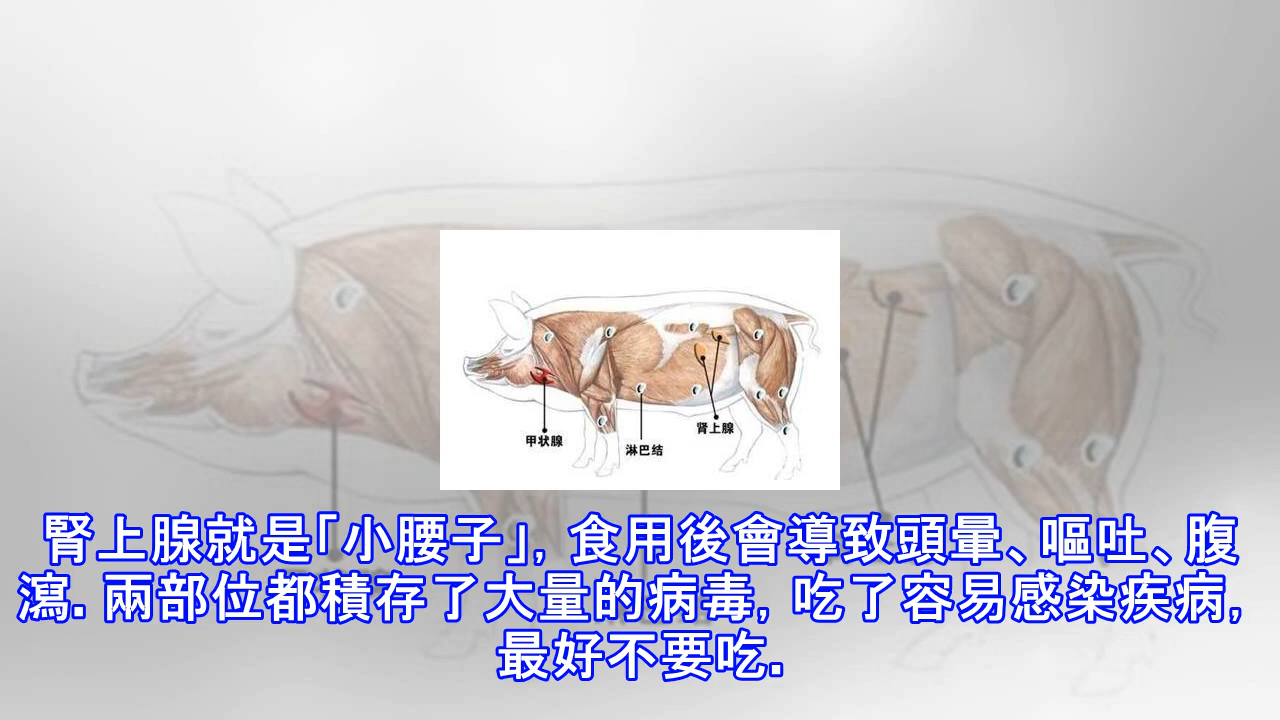 甲状腺
淋巴结
肾上腺
腎上腺就是「小腰子」, 食用後會導致頭暈、嘔吐、腹
瀉. 兩部位都積存了大量的病毒, 吃了容易感染疾病,
最好不要吃.